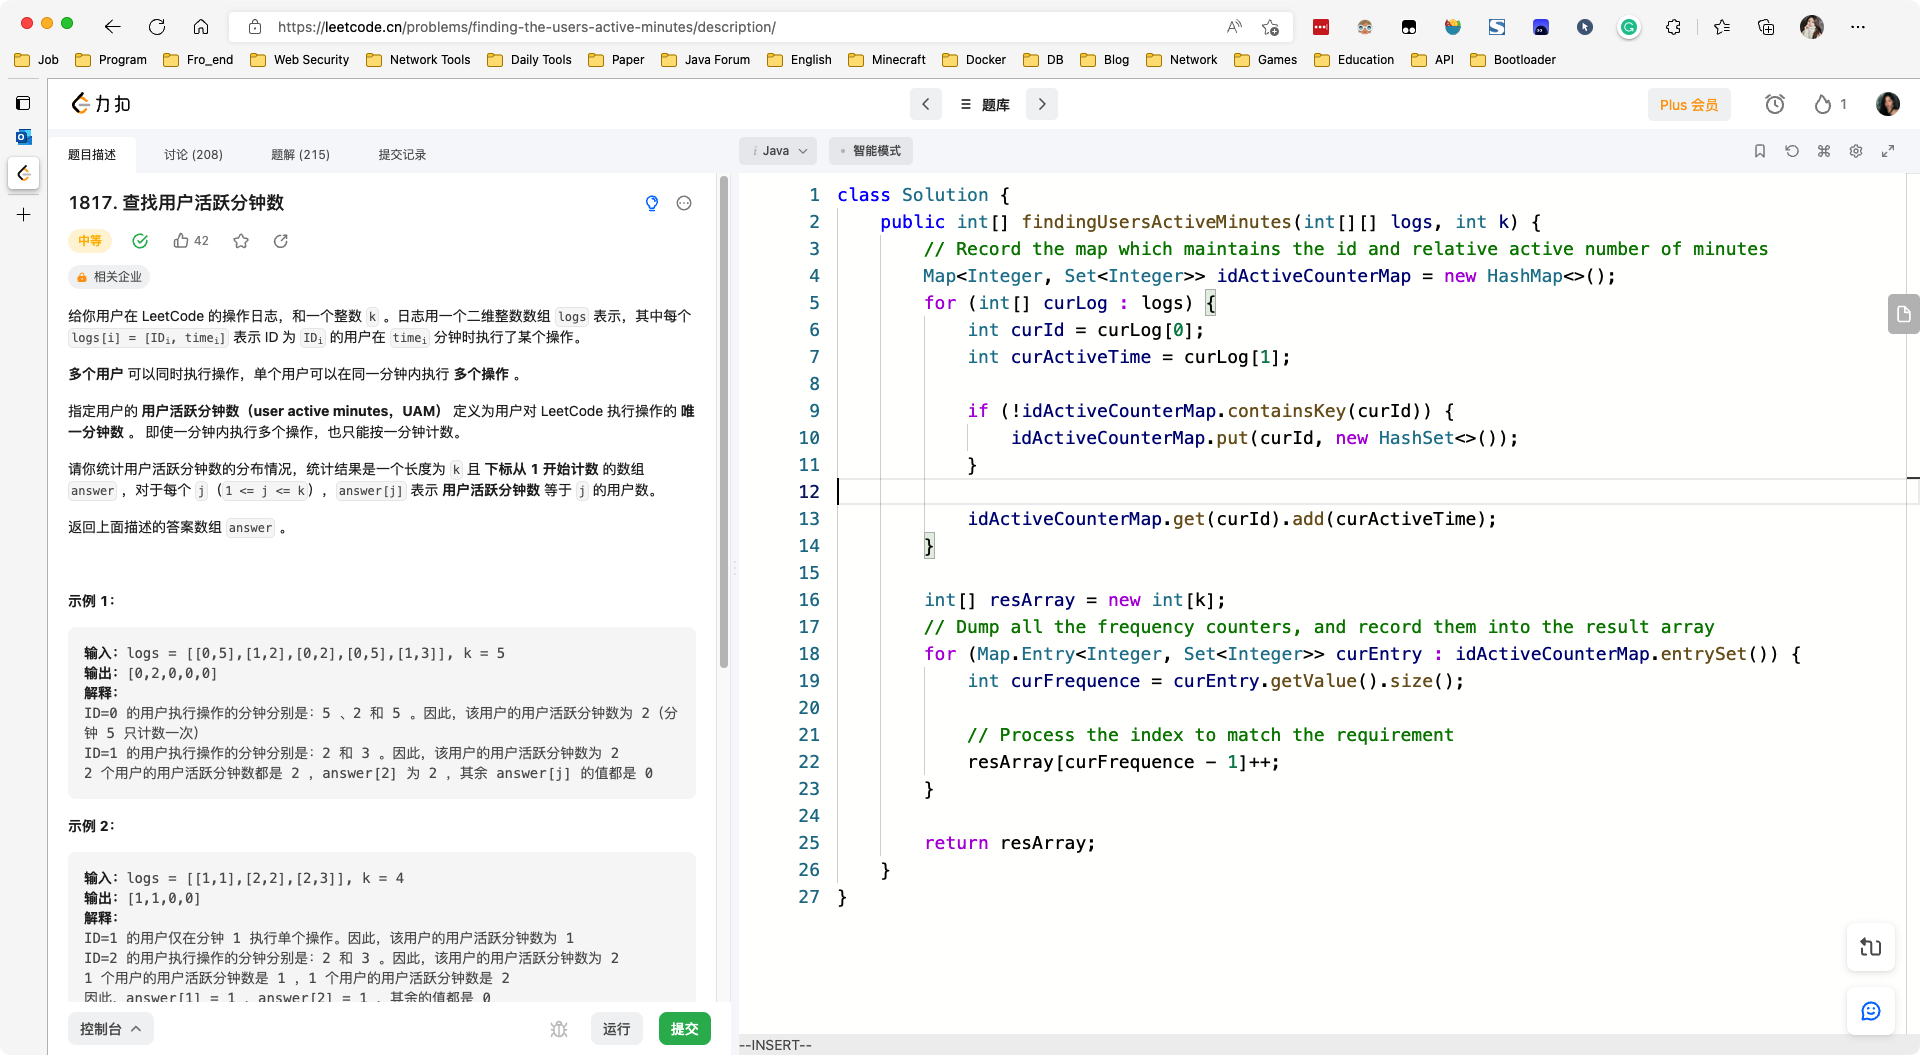 https://leetcode.cn/problems/finding-the-users-active-minutes/description/
Job Program Fro_end Web Security Network Tools Daily Tools Paper Java Forum English Minecraft Docker DB Blog Network Games Education API Bootloader
力扣
题库
Plus 会员
1
题目描述 讨论 (208) 题解 (215) 提交记录
1817. 查找用户活跃分钟数
中等 42
相关企业
给你用户在 LeetCode 的操作日志，和一个整数 k 。日志用一个二维整数数组 logs 表示，其中每个
logs[i] = [IDi, timei] 表示 ID 为 IDi 的用户在 timei 分钟时执行了某个操作。
多个用户 可以同时执行操作，单个用户可以在同一分钟内执行 多个操作 。
指定用户的 用户活跃分钟数（user active minutes，UAM） 定义为用户对 LeetCode 执行操作的 唯
一分钟数 。 即使一分钟内执行多个操作，也只能按一分钟计数。
请你统计用户活跃分钟数的分布情况，统计结果是一个长度为 k 且 下标从 1 开始计数 的数组
answer ，对于每个 j （1 <= j <= k），answer[j] 表示 用户活跃分钟数 等于 j 的用户数。
返回上面描述的答案数组 answer 。
示例 1：
输入：logs = [[0,5],[1,2],[0,2],[0,5],[1,3]], k = 5
输出：[0,2,0,0,0]
解释：
ID=0 的用户执行操作的分钟分别是：5 、2 和 5 。因此，该用户的用户活跃分钟数为 2（分
钟 5 只计数一次）
ID=1 的用户执行操作的分钟分别是：2 和 3 。因此，该用户的用户活跃分钟数为 2
2 个用户的用户活跃分钟数都是 2 ，answer[2] 为 2 ，其余 answer[j] 的值都是 0
示例 2：
输入：logs = [[1,1],[2,2],[2,3]], k = 4
输出：[1,1,0,0]
解释：
ID=1 的用户仅在分钟 1 执行单个操作。因此，该用户的用户活跃分钟数为 1
ID=2 的用户执行操作的分钟分别是：2 和 3 。因此，该用户的用户活跃分钟数为 2
1 个用户的用户活跃分钟数是 1 ，1 个用户的用户活跃分钟数是 2
因此，answer[1] = 1 ，answer[2] = 1 ，其余的值都是 0
控制台 运行 提交
i Java 智能模式
1 class Solution {
2 public int[] findingUsersActiveMinutes(int[][] logs, int k) {
3 // Record the map which maintains the id and relative active number of minutes
4 Map<Integer, Set<Integer>> idActiveCounterMap = new HashMap<>();
5 for (int[] curLog : logs) {
6 int curId = curLog[0];
7 int curActiveTime = curLog[1];
8
9 if (!idActiveCounterMap.containsKey(curId)) {
10 idActiveCounterMap.put(curId, new HashSet<>());
11 }
12
13 idActiveCounterMap.get(curId).add(curActiveTime);
14 }
15
16 int[] resArray = new int[k];
17 // Dump all the frequency counters, and record them into the result array
18 for (Map.Entry<Integer, Set<Integer>> curEntry : idActiveCounterMap.entrySet()) {
19 int curFrequence = curEntry.getValue().size();
20
21 // Process the index to match the requirement
22 resArray[curFrequence - 1]++;
23 }
24
25 return resArray;
26 }
27 }
--INSERT--